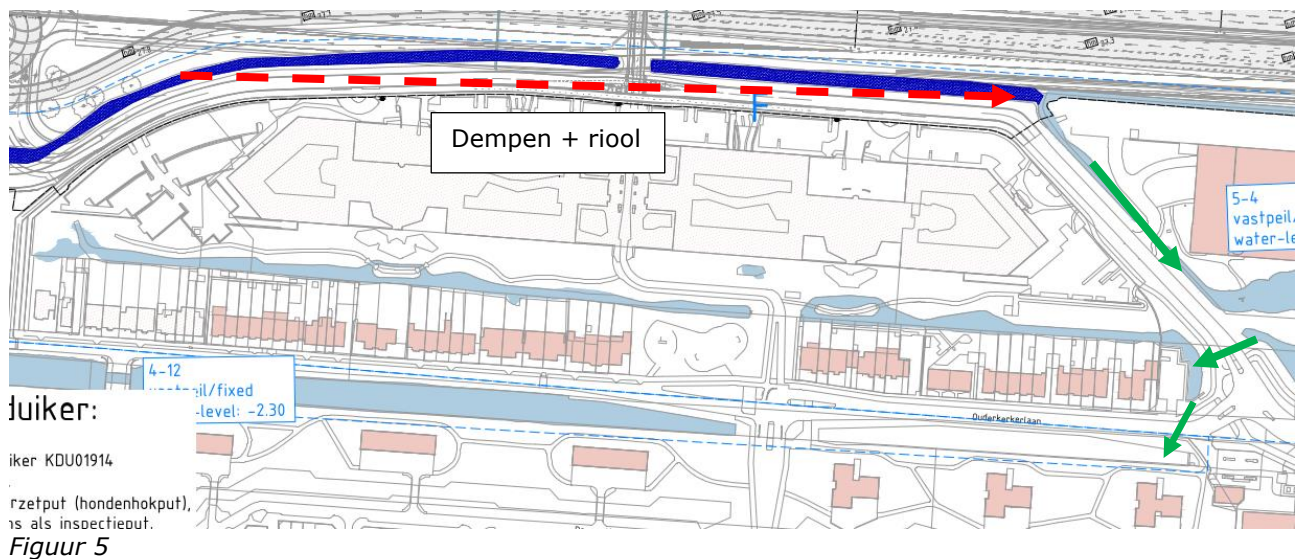 Dempen + riool
5-4
vastpeil/
water-le
4-12
/fixed
-level: -2.30
duiker:
iker KDU01914
rzetput (hondenhokput),
ns als inspectieput.
Ouderkerkerlaan
Figuur 5